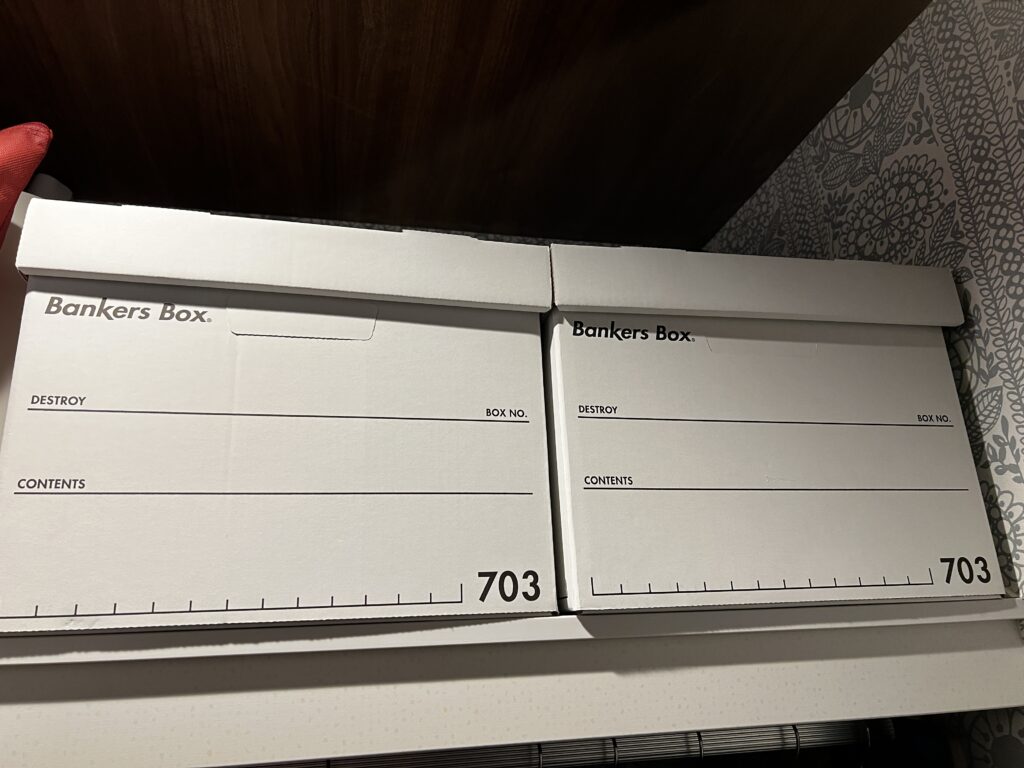 Bankers Box®
DESTROY BOX NO.
CONTENTS
703
Bankers Box®
DESTROY BOX NO.
CONTENTS
703